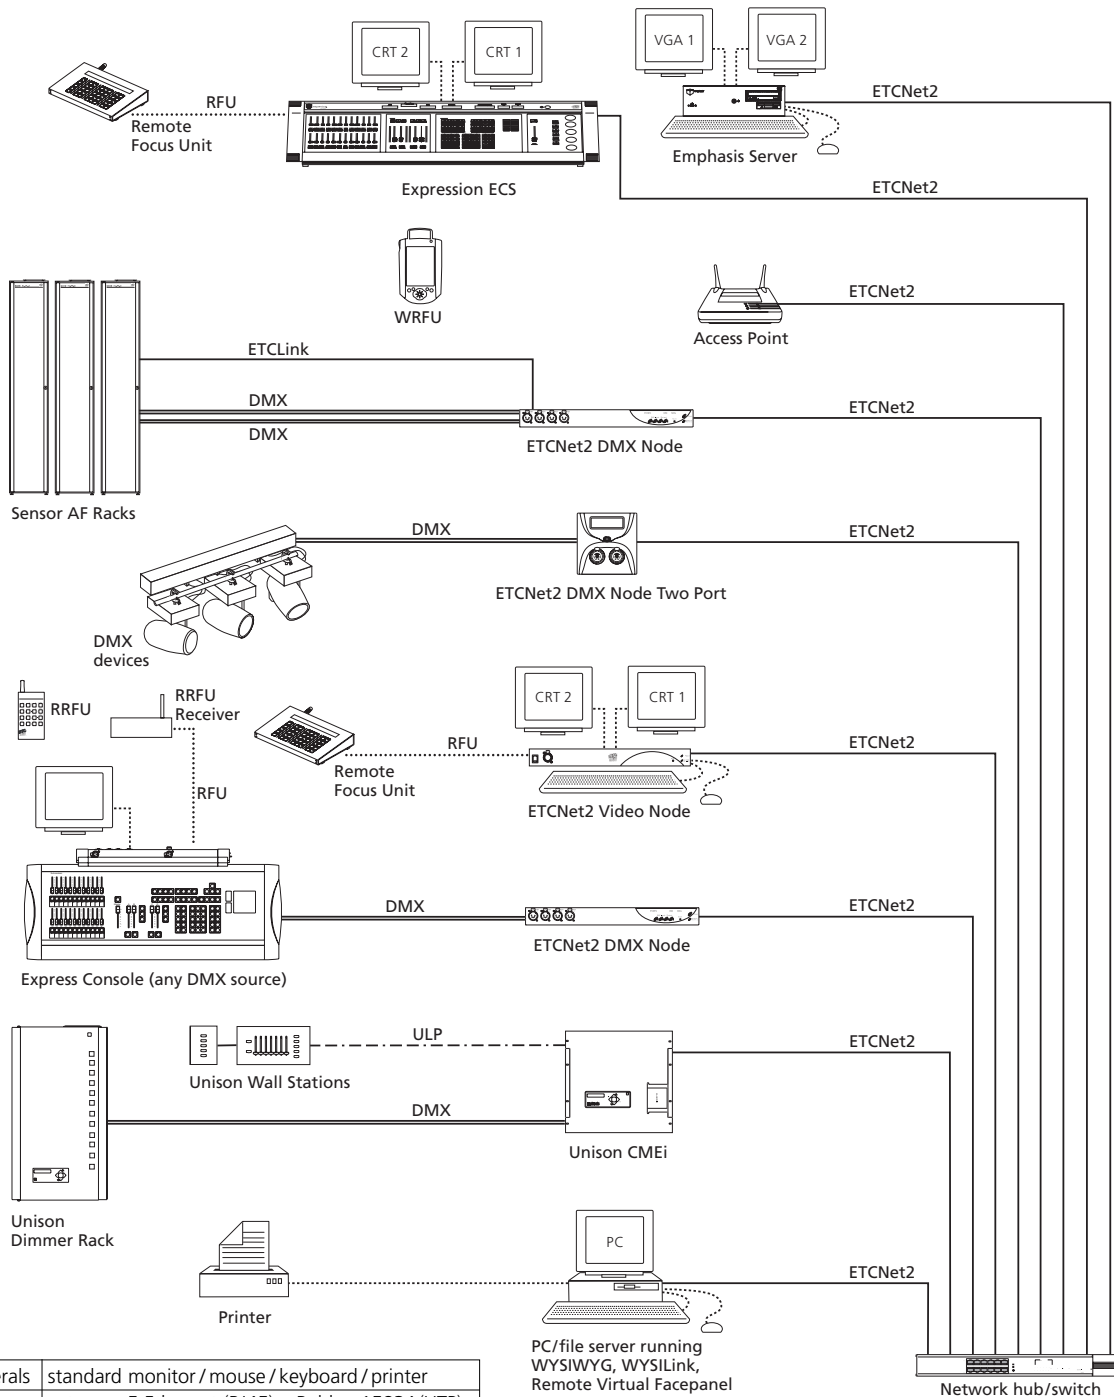 CRT 2
CRT 1
VGA 1
VGA 2
ETCNet2
RFU
Remote
Focus Unit
Emphasis Server
Expression ECS
ETCNet2
WRFU
ETCNet2
Access Point
ETCLink
DMX
DMX
ETCNet2
ETCNet2 DMX Node
Sensor AF Racks
DMX
ETCNet2
ETCNet2 DMX Node Two Port
DMX
devices
RRFU
RRFU
Receiver
CRT 2
CRT 1
RFU
ETCNet2
Remote
Focus Unit
RFU
ETCNet2 Video Node
DMX
ETCNet2
ETCNet2 DMX Node
Express Console (any DMX source)
ULP
ETCNet2
Unison Wall Stations
DMX
Unison CMEi
Unison
Dimmer Rack
PC
ETCNet2
Printer
PC/file server running
WYSIWYG, WYSILink,
Remote Virtual Facepanel
Network hub/switch
erals standard monitor / mouse / keyboard / printer